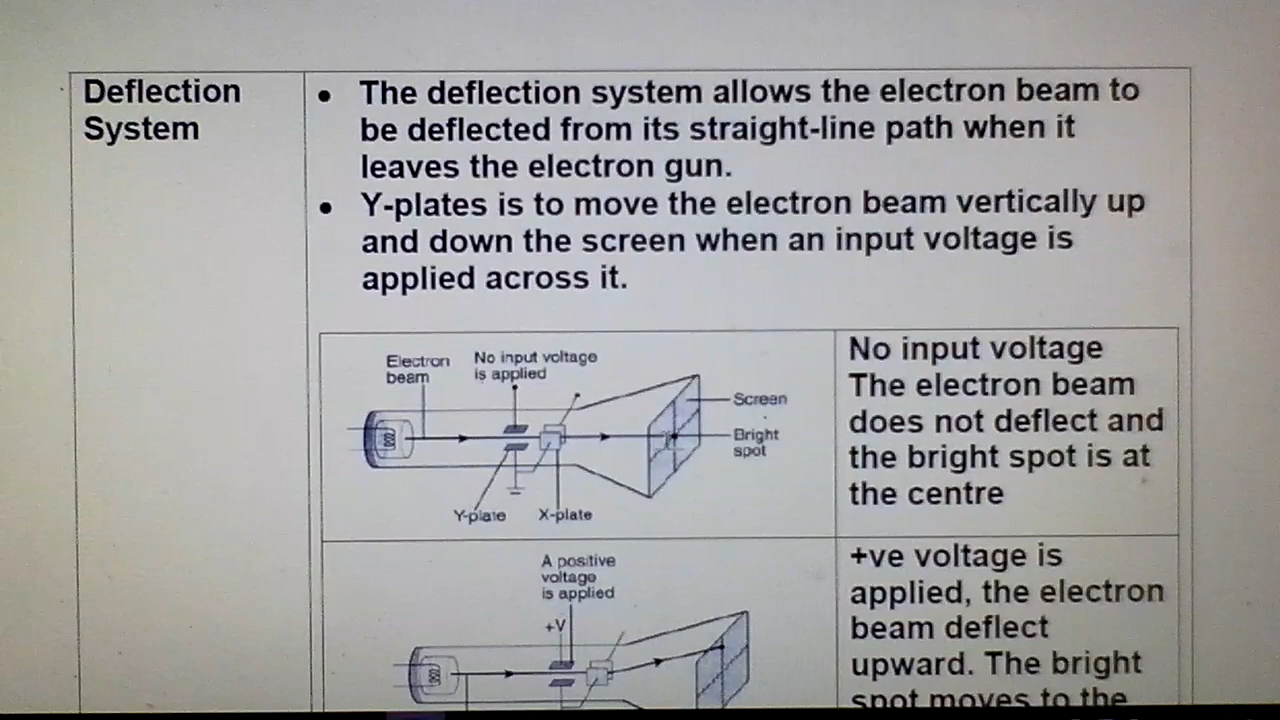 Deflection
System
• The deflection system allows the electron beam to
be deflected from its straight-line path when it
leaves the electron gun.
• Y-plates is to move the electron beam vertically up
and down the screen when an input voltage is
applied across it.
Electron
beam
No input voltage
is applied
Screen
Bright
spot
Y-plate
X-plate
No input voltage
The electron beam
does not deflect and
the bright spot is at
the centre
A positive
voltage
is applied
+V
+ve voltage is
applied, the electron
beam deflect
upward. The bright
spot moves to the